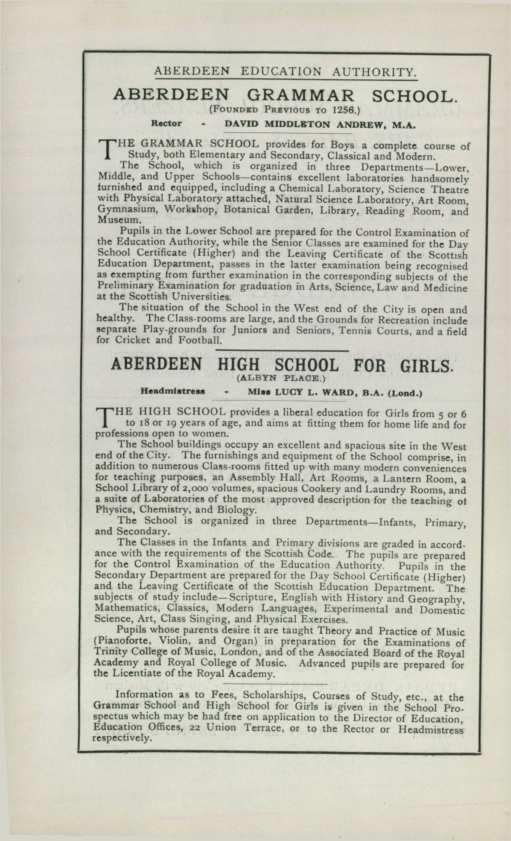 ABERDEEN EDUCATION AUTHORITY.
ABERDEEN GRAMMAR SCHOOL.
(FOUNDED PREVIOUS TO 1256.)
Rector - DAVID MIDDLETON ANDREW, M.A.
THE GRAMMAR SCHOOL provides for Boys a complete course of
Study, both Elementary and Secondary, Classical and Modern.
The School, which is organized in three Departments—Lower,
Middle, and Upper Schools—contains excellent laboratories handsomely
furnished and equipped, including a Chemical Laboratory, Science Theatre
with Physical Laboratory attached, Natural Science Laboratory, Art Room,
Gymnasium, Workshop, Botanical Garden, Library, Reading Room, and
Museum.
Pupils in the Lower School are prepared for the Control Examination of
the Education Authority, while the Senior Classes are examined for the Day
School Certificate (Higher) and the Leaving Certificate of the Scottish
Education Department, passes in the latter examination being recognised
as exempting from further examination in the corresponding subjects of the
Preliminary Examination for graduation in Arts, Science, Law and Medicine
at the Scottish Universities.
The situation of the School in the West end of the City is open and
healthy. The Class-rooms are large, and the Grounds for Recreation include
separate Play-grounds for Juniors and Seniors, Tennis Courts, and a field
for Cricket and Football.
ABERDEEN HIGH SCHOOL FOR GIRLS.
(ALBYN PLACE.)
Headmistress - Miss LUCY L. WARD, B.A. (Lond.)
THE HIGH SCHOOL provides a liberal education for Girls from 5 or 6
to 18 or 19 years of age, and aims at fitting them for home life and for
professions open to women.
The School buildings occupy an excellent and spacious site in the West
end of the City. The furnishings and equipment of the School comprise, in
addition to numerous Class-rooms fitted up with many modern conveniences
for teaching purposes, an Assembly Hall, Art Rooms, a Lantern Room, a
School Library of 2,000 volumes, spacious Cookery and Laundry Rooms, and
a suite of Laboratories of the most approved description for the teaching of
Physics, Chemistry, and Biology.
The School is organized in three Departments—Infants, Primary,
and Secondary.
The Classes in the Infants and Primary divisions are graded in accord-
ance with the requirements of the Scottish Code. The pupils are prepared
for the Control Examination of the Education Authority. Pupils in the
Secondary Department are prepared for the Day School Certificate (Higher)
and the Leaving Certificate of the Scottish Education Department. The
subjects of study include—Scripture, English with History and Geography,
Mathematics, Classics, Modern Languages, Experimental and Domestic
Science, Art, Class Singing, and Physical Exercises.
Pupils whose parents desire it are taught Theory and Practice of Music
(Pianoforte, Violin, and Organ) in preparation for the Examinations of
Trinity College of Music, London, and of the Associated Board of the Royal
Academy and Royal College of Music. Advanced pupils are prepared for
the Licentiate of the Royal Academy.
Information as to Fees, Scholarships, Courses of Study, etc., at the
Grammar School and High School for Girls is given in the School Pro-
spectus which may be had free on application to the Director of Education,
Education Offices, 22 Union Terrace, or to the Rector or Headmistress
respectively.